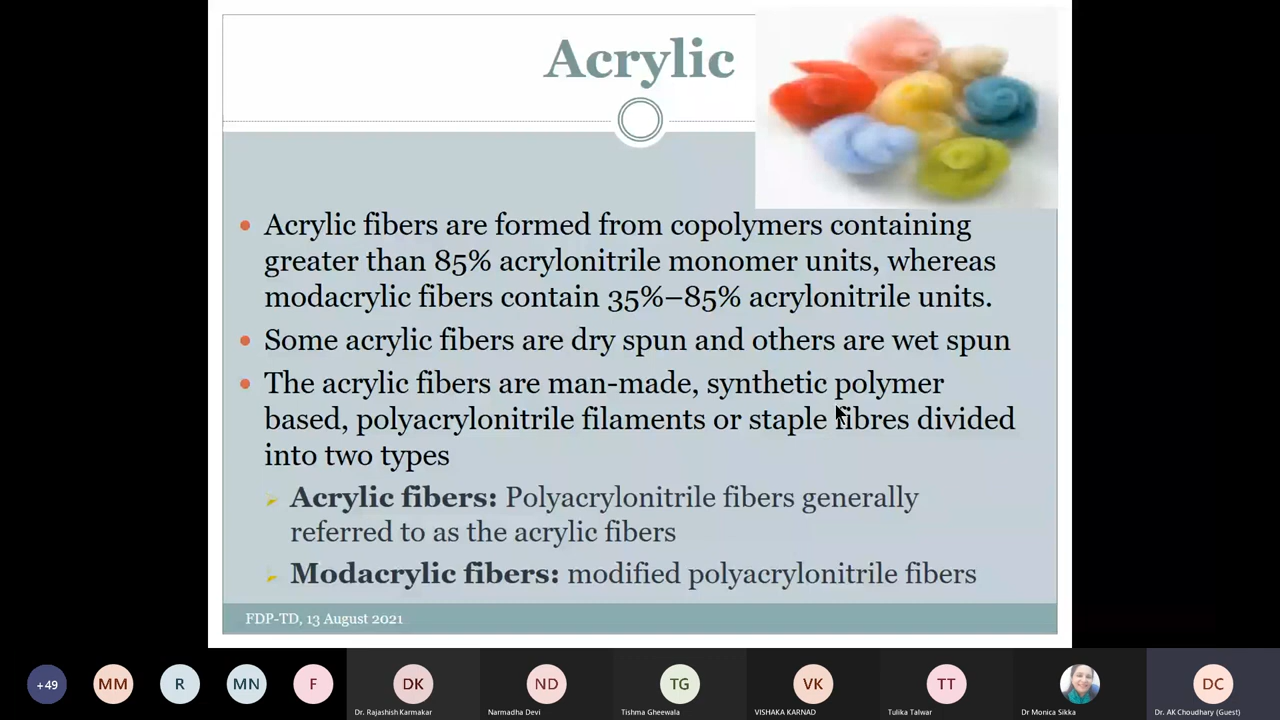 Acrylic
Acrylic fibers are formed from copolymers containing
greater than 85% acrylonitrile monomer units, whereas
modacrylic fibers contain 35%–85% acrylonitrile units.
Some acrylic fibers are dry spun and others are wet spun
The acrylic fibers are man-made, synthetic polymer
based, polyacrylonitrile filaments or staple fibres divided
into two types
Acrylic fibers: Polyacrylonitrile fibers generally
referred to as the acrylic fibers
Modacrylic fibers: modified polyacrylonitrile fibers
FDP-TD, 13 August 2021
+49 MM R MN F DK ND TG VK TT DC
Dr. Rajashish Karmakar Narmadha Devi Tishma Gheewala VISHAKA KARNAD Tulika Talwar Dr Monica Sikka Dr. AK Choudhary (Guest)